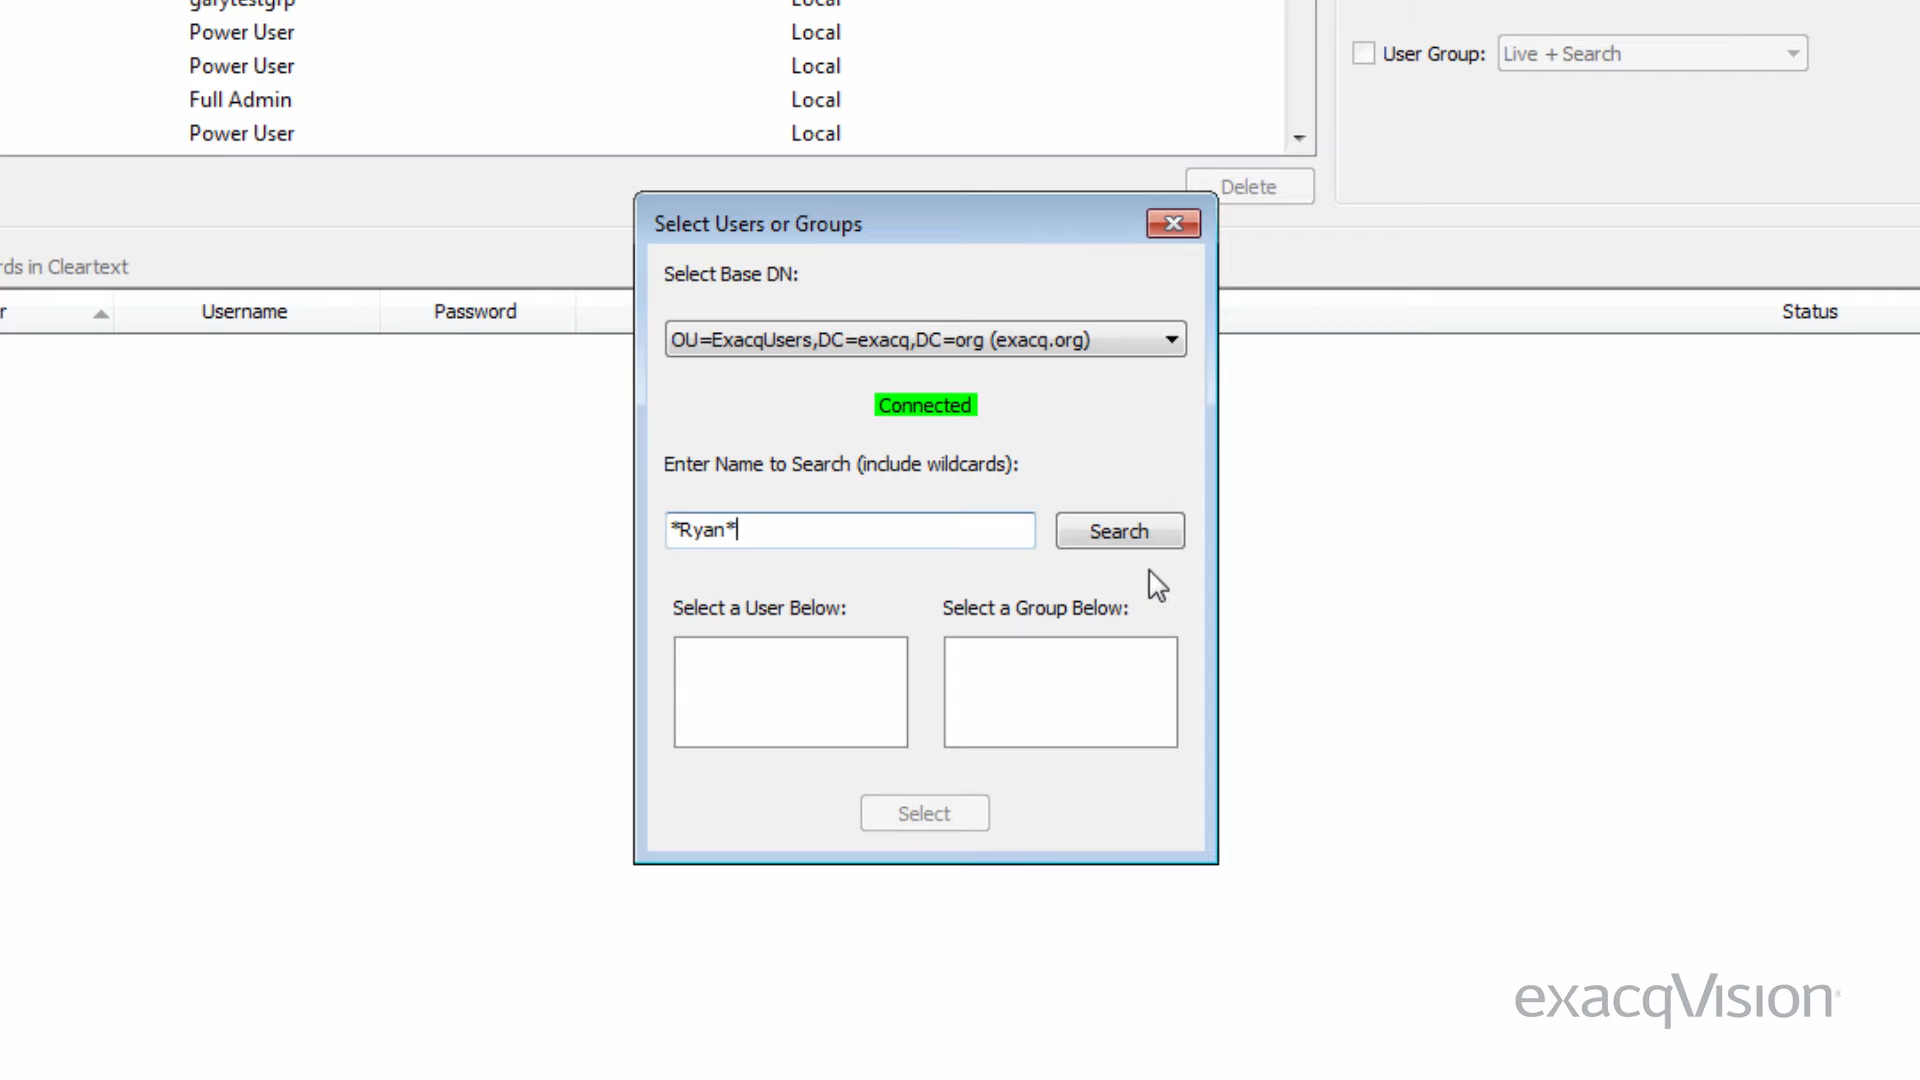 garytestgrp Local
Power User Local
User Group: Live + Search
Power User Local
Full Admin Local
Power User Local
Delete
Select Users or Groups
rds in Cleartext
Select Base DN:
r Username Password Status
OU=ExacqUsers,DC=exacq,DC=org (exacq.org)
Connected
Enter Name to Search (include wildcards):
*Ryan*
Search
Select a User Below: Select a Group Below:
Select
exacqVision